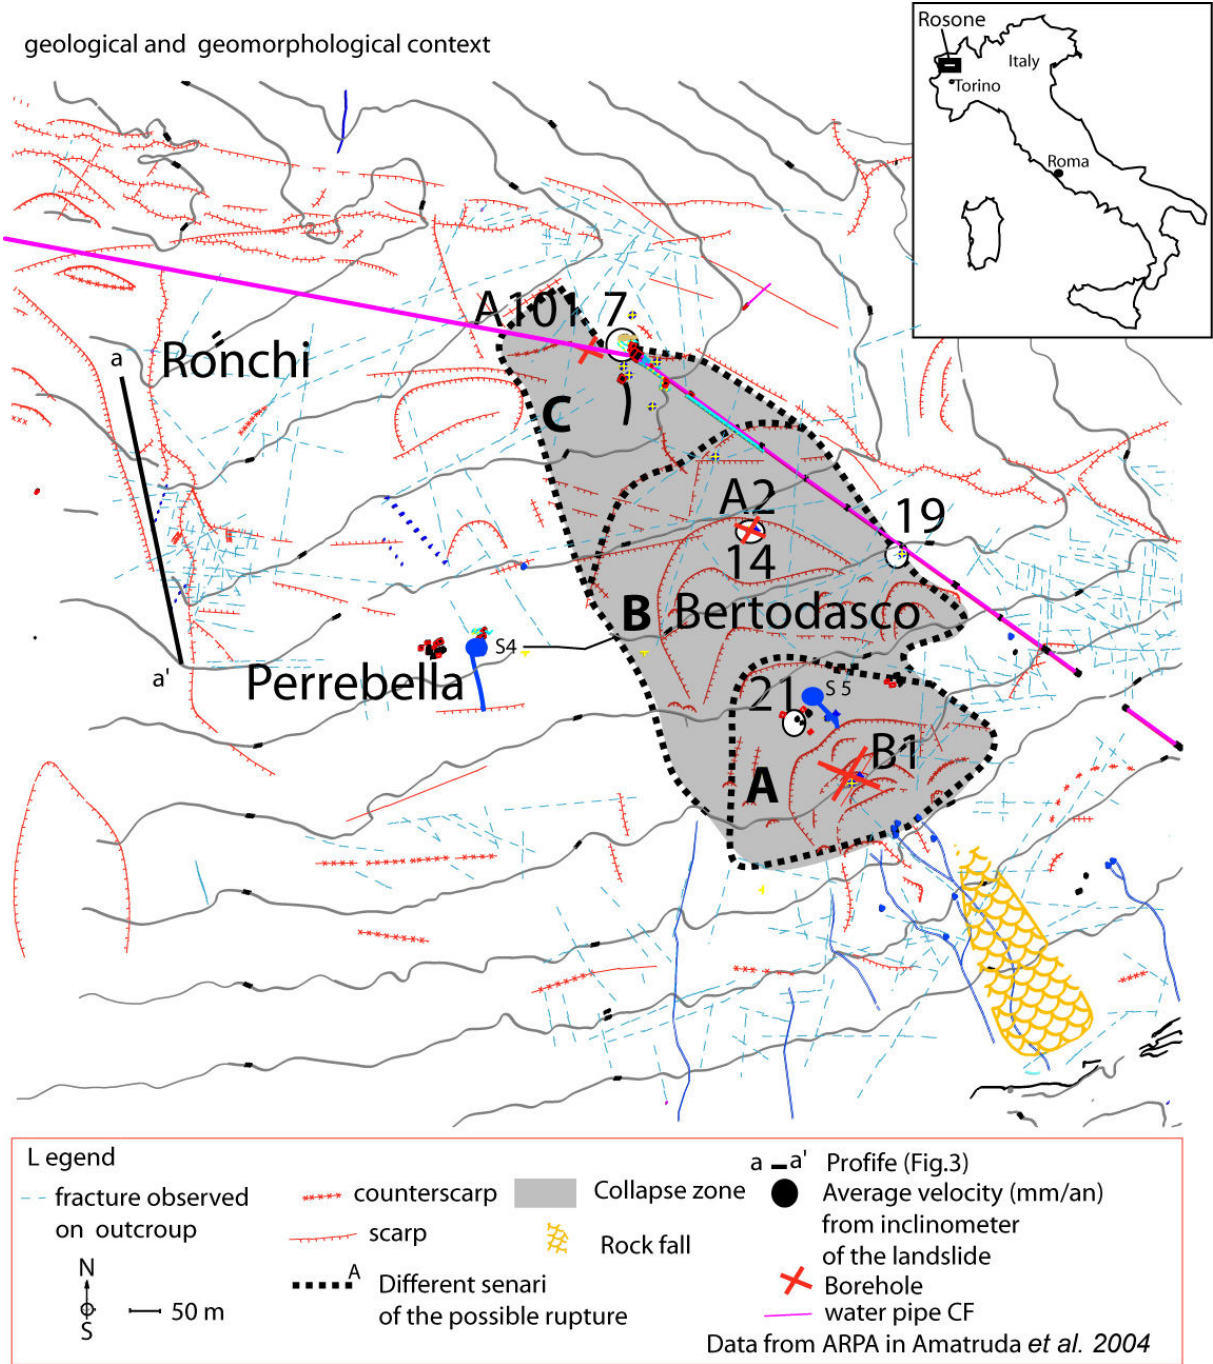 geological and geomorphological context
Rosone
Italy
Torino
Roma
A101 7
a
Ronchi
C
A2
19
14
B Bertodasco
S4
a'
Perrebella
21
S 5
B1
A
L egend
fracture observed
on outcroup
counterscarp
scarp
Collapse zone
Rock fall
a a' Profife (Fig.3)
Average velocity (mm/an)
from inclinometer
of the landslide
N
S
50 m
A
Different senari
of the possible rupture
Borehole
water pipe CF
Data from ARPA in Amatruda et al. 2004